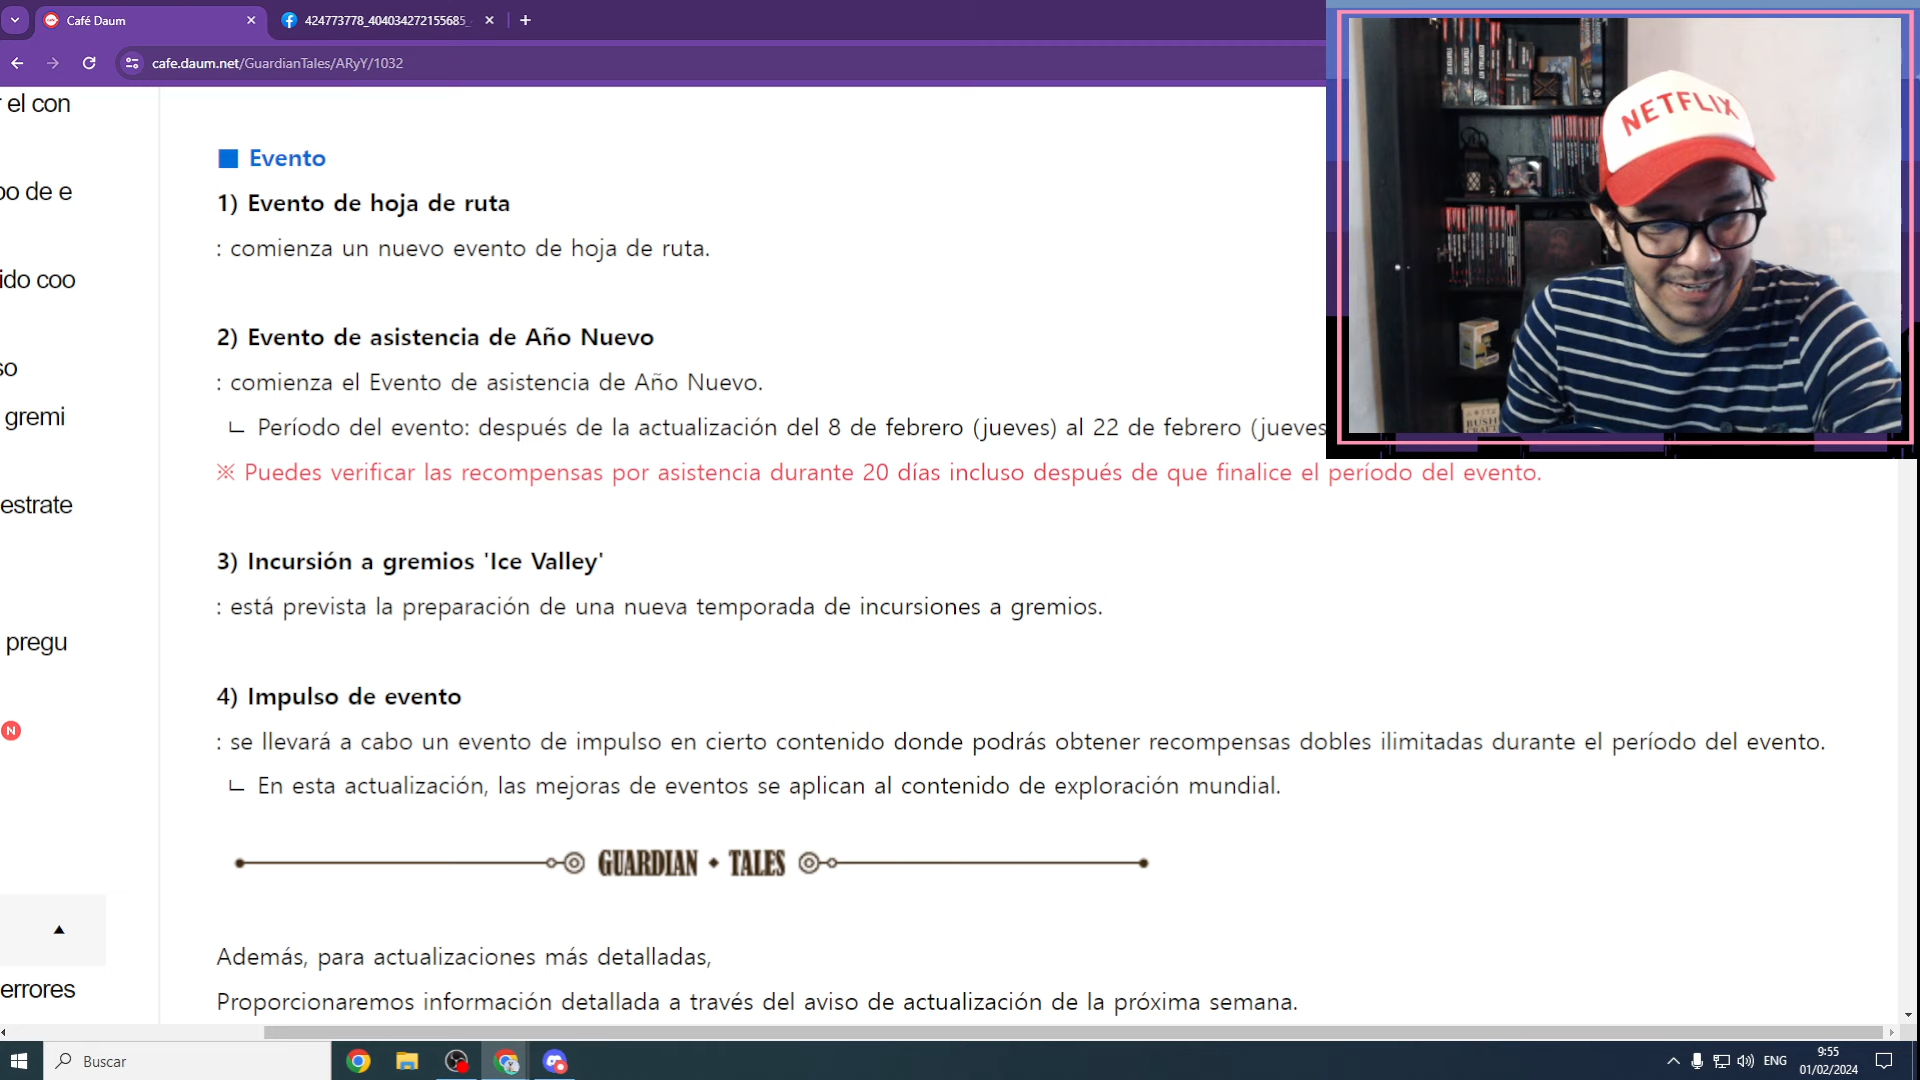 Café Daum
424773778_404034272155685_
cafe.daum.net/GuardianTales/ARyY/1032
NETFLIX
el con
Evento
1) Evento de hoja de ruta
o de e
: comienza un nuevo evento de hoja de ruta.
ido coo
2) Evento de asistencia de Año Nuevo
so
: comienza el Evento de asistencia de Año Nuevo.
gremi
ㄴ Período del evento: después de la actualización del 8 de febrero (jueves) al 22 de febrero (jueves
※ Puedes verificar las recompensas por asistencia durante 20 días incluso después de que finalice el período del evento.
estrate
3) Incursión a gremios 'Ice Valley'
: está prevista la preparación de una nueva temporada de incursiones a gremios.
pregu
4) Impulso de evento
N
: se llevará a cabo un evento de impulso en cierto contenido donde podrás obtener recompensas dobles ilimitadas durante el período del evento.
ㄴ En esta actualización, las mejoras de eventos se aplican al contenido de exploración mundial.
GUARDIAN TALES
Además, para actualizaciones más detalladas,
errores
Proporcionaremos información detallada a través del aviso de actualización de la próxima semana.
Buscar
ENG
9:55
01/02/2024